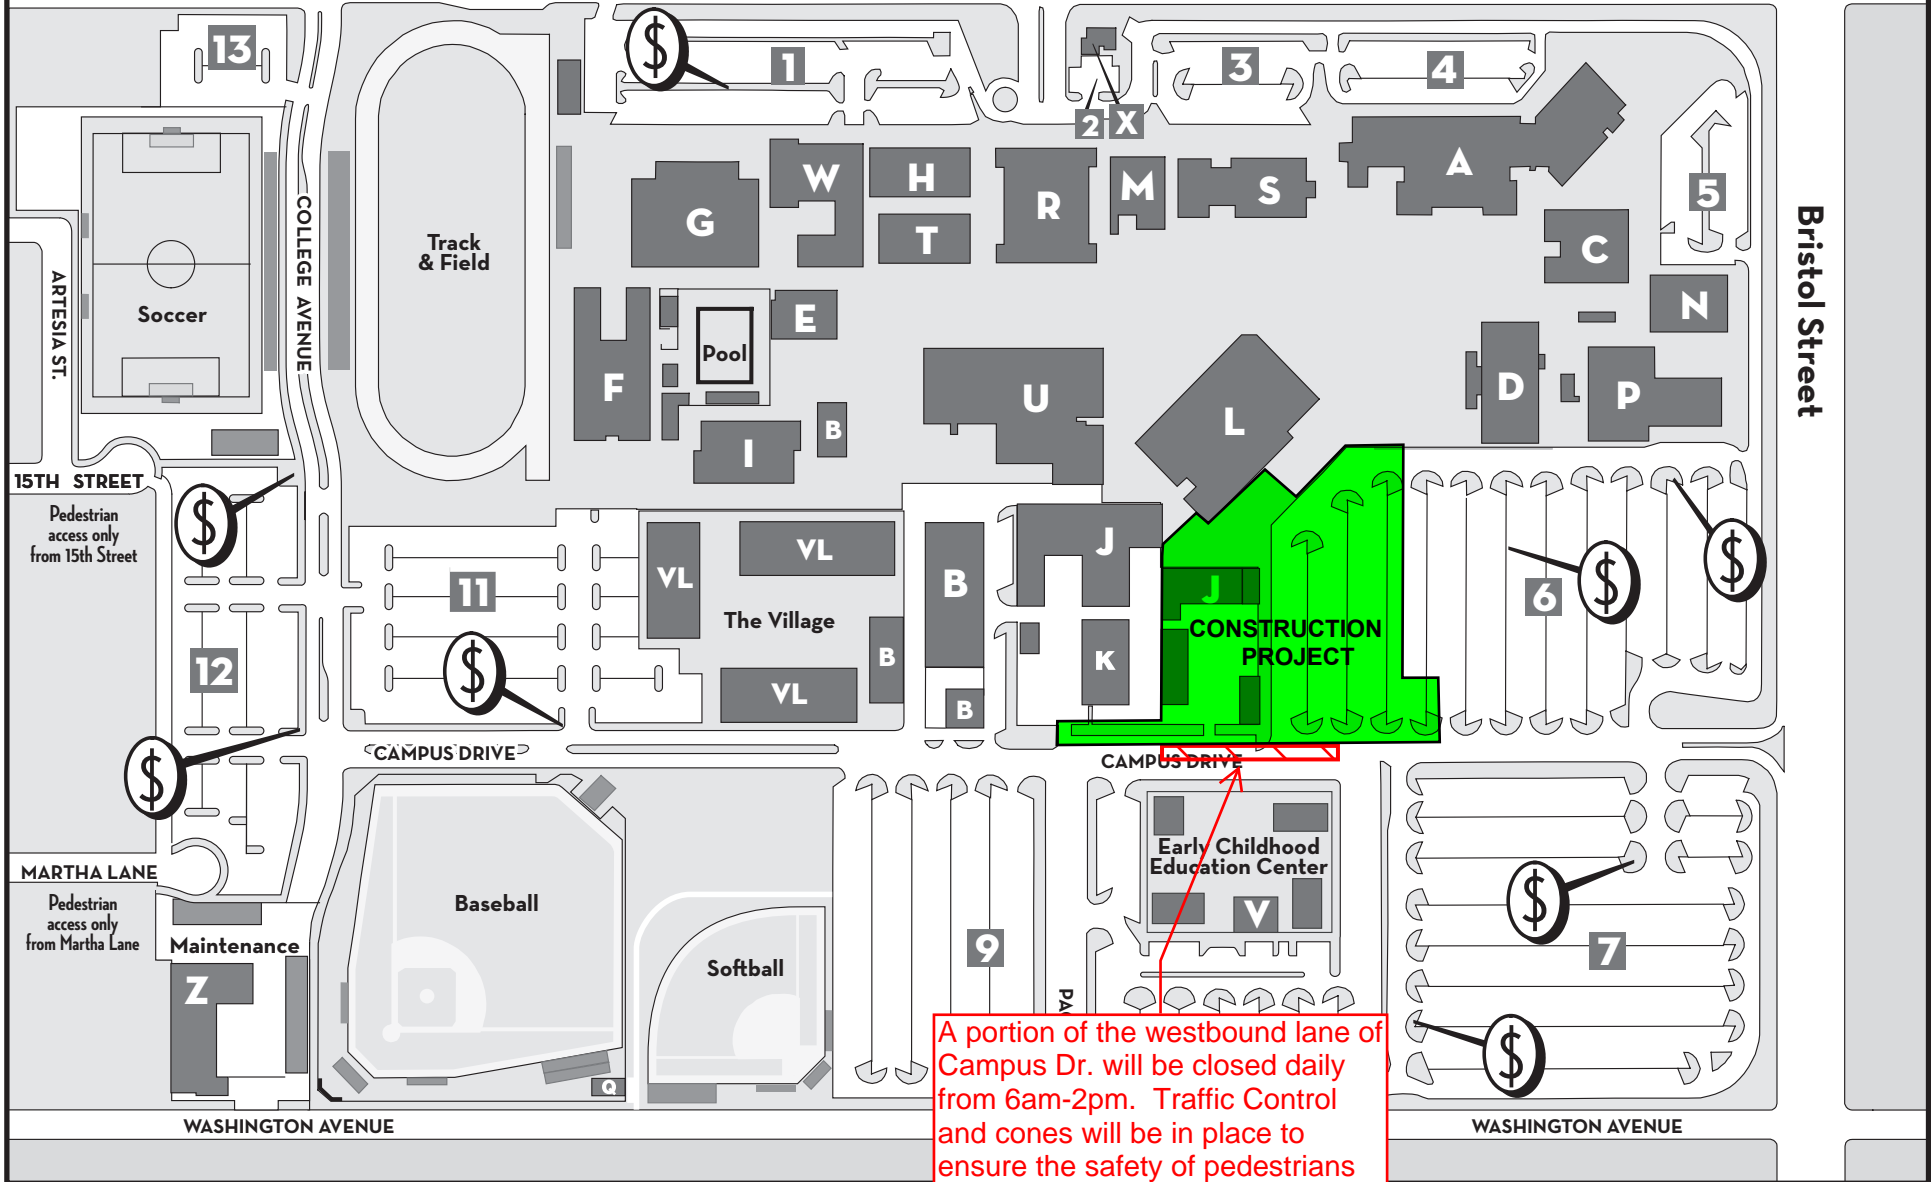 13
$
1
3
4
2
X
5
W
H
G
T
R
M
S
A
C
N
COLLEGE AVENUE
Track
& Field
ARTESIA ST.
Soccer
Bristol Street
E
Pool
F
U
L
D
P
B
I
15TH STREET
Pedestrian
access only
from 15th Street
$
11
VL
VL
The Village
B
J
J
CONSTRUCTION
PROJECT
6
$
$
12
$
VL
B
K
B
$
CAMPUS DRIVE
CAMPUS DRIVE
MARTHA LANE
Pedestrian
access only
from Martha Lane
Maintenance
Z
Baseball
Softball
9
Early Childhood
Education Center
V
$
7
$
Q
PA
A portion of the westbound lane of
Campus Dr. will be closed daily
from 6am-2pm. Traffic Control
and cones will be in place to
ensure the safety of pedestrians
WASHINGTON AVENUE
WASHINGTON AVENUE